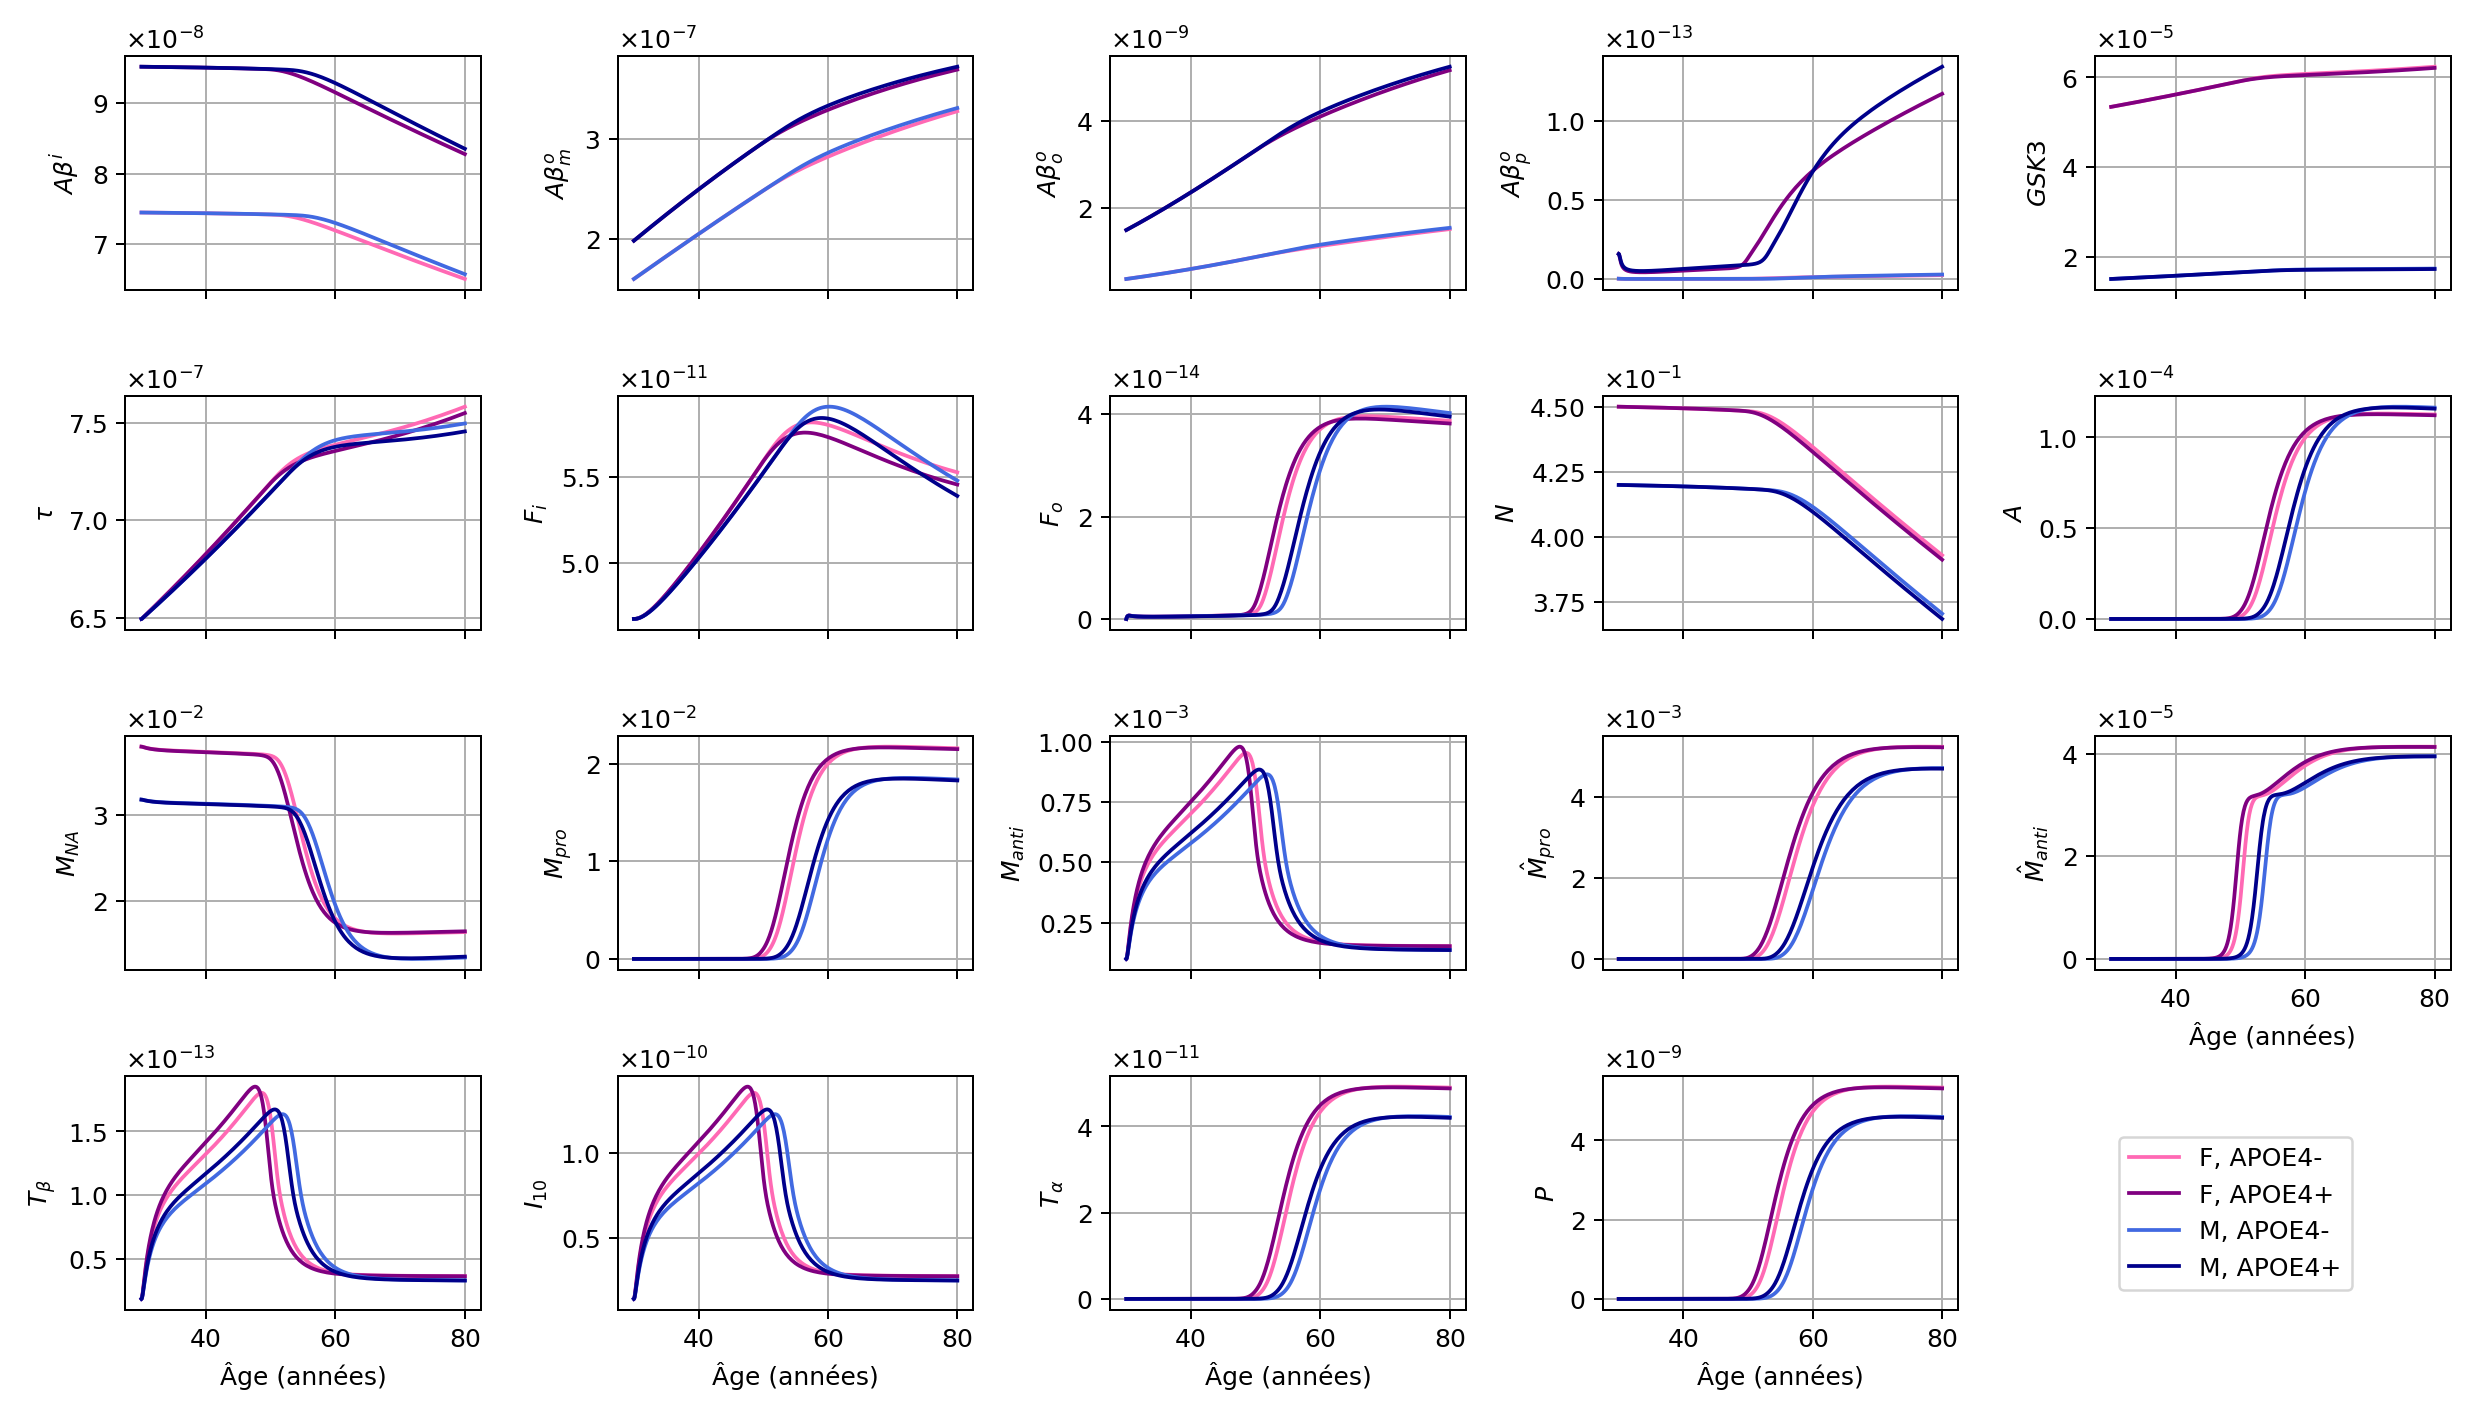 ×10⁻⁸ ×10⁻⁷ ×10⁻⁹ ×10⁻¹³ ×10⁻⁵
Aβⁱ 9 8 7
Aβₘᵒ 3 2
Aβₒᵒ 4 2
Aβₚᵒ 1.0 0.5 0.0
GSK3 6 4 2
×10⁻⁷ ×10⁻¹¹ ×10⁻¹⁴ ×10⁻¹ ×10⁻⁴
τ 7.5 7.0 6.5
Fᵢ 5.5 5.0
Fₒ 4 2 0
N 4.50 4.25 4.00 3.75
A 1.0 0.5 0.0
×10⁻² ×10⁻² ×10⁻³ ×10⁻³ ×10⁻⁵
M_NA 3 2
M_pro 2 1 0
M_anti 1.00 0.75 0.50 0.25
M̂_pro 4 2 0
M̂_anti 4 2 0
40 60 80
Âge (années)
×10⁻¹³ ×10⁻¹⁰ ×10⁻¹¹ ×10⁻⁹
T_β 1.5 1.0 0.5
I₁₀ 1.0 0.5
T_α 4 2 0
P 4 2 0
F, APOE4-
F, APOE4+
M, APOE4-
M, APOE4+
40 60 80 40 60 80 40 60 80 40 60 80
Âge (années) Âge (années) Âge (années) Âge (années)